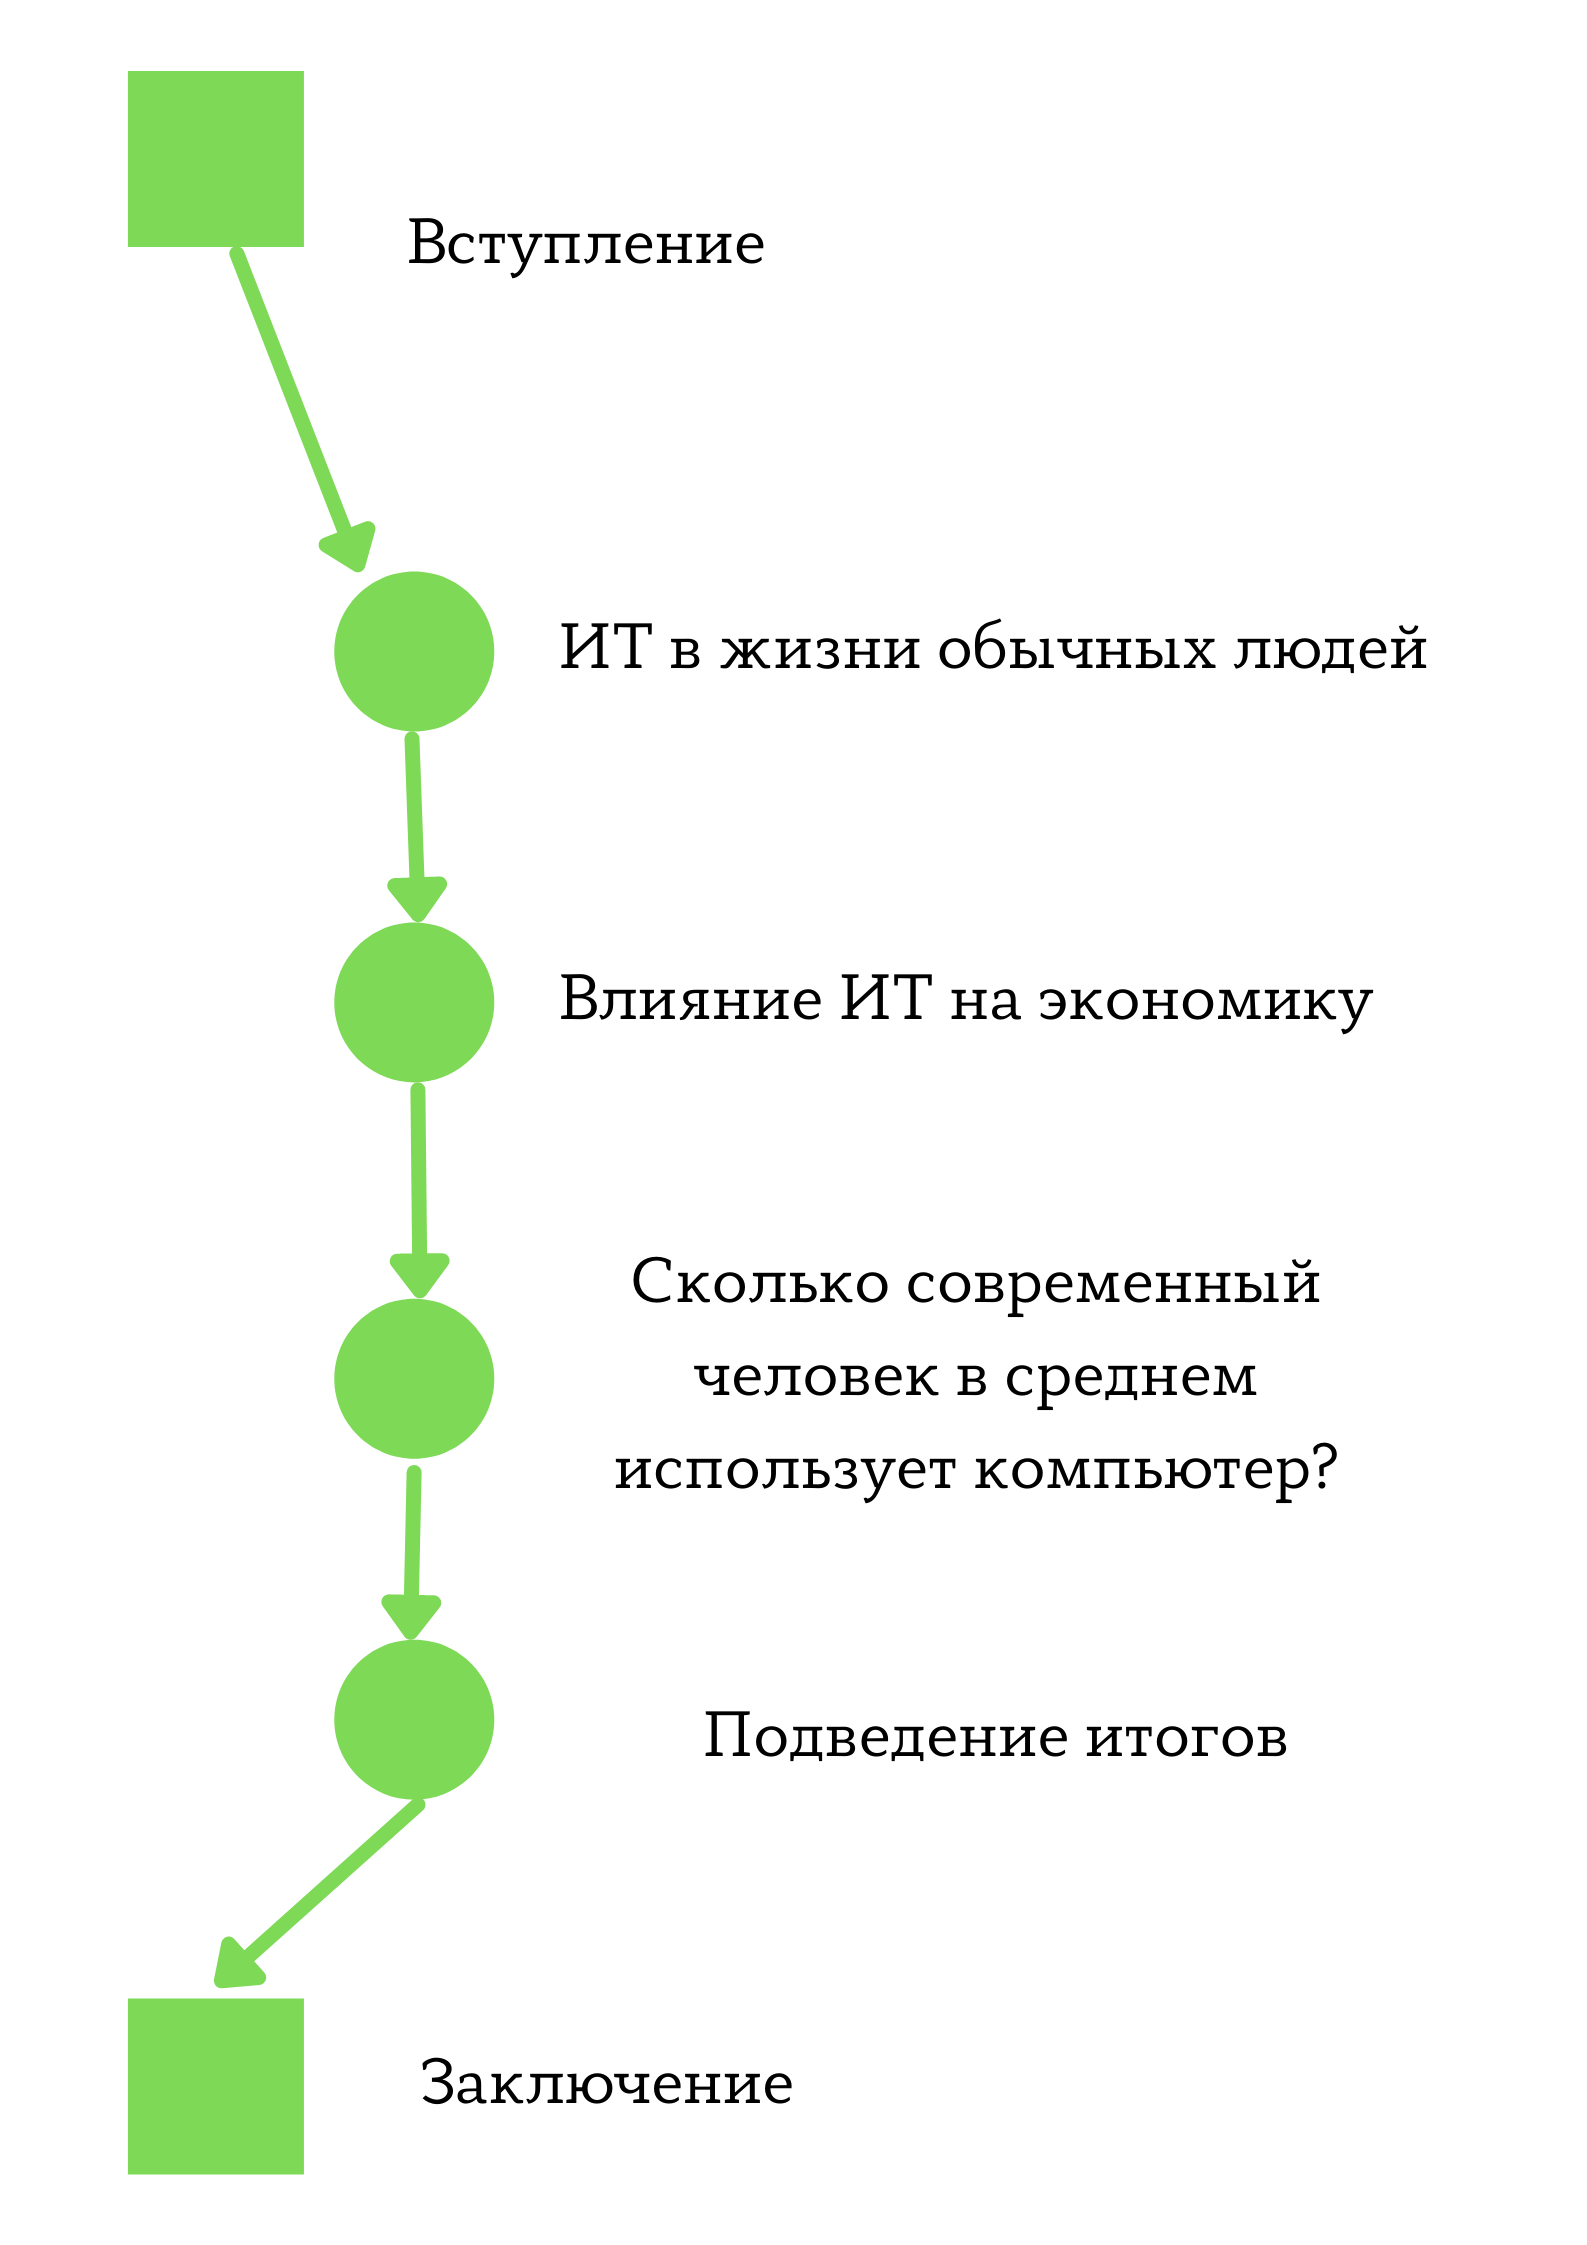 Вступление
ИТ в жизни обычных людей
Влияние ИТ на экономику
Сколько современный
человек в среднем
использует компьютер?
Подведение итогов
Заключение